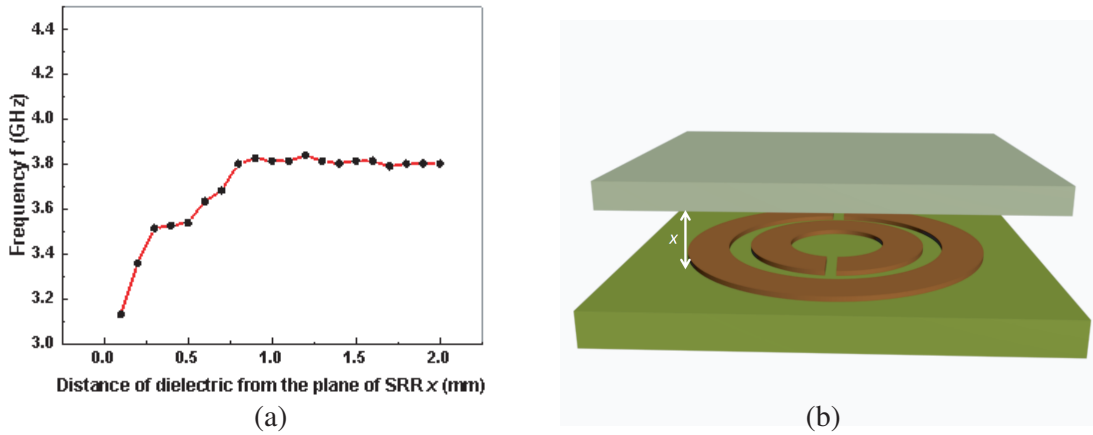 4.4
4.2
4.0
3.8
3.6
3.4
3.2
3.0
Frequency f (GHz)
0.0 0.5 1.0 1.5 2.0
Distance of dielectric from the plane of SRR x (mm)
(a)
x
(b)